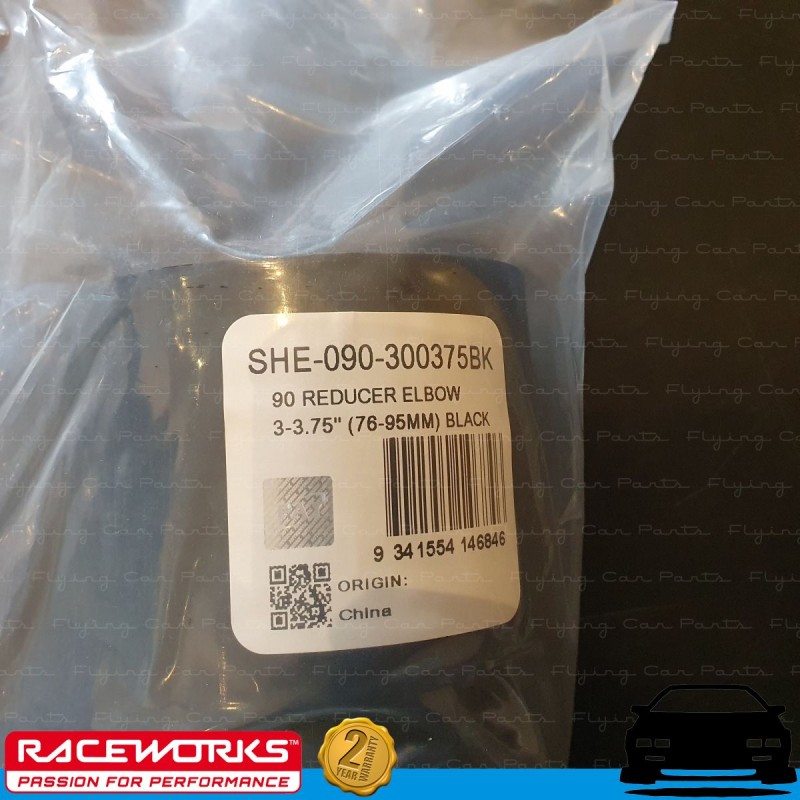 SHE-090-300375BK
90 REDUCER ELBOW
3-3.75" (76-95MM) BLACK
9 341554 146846
ORIGIN:
China
Flying Car Parts
RACEWORKS™
PASSION FOR PERFORMANCE
2
YEAR WARRANTY